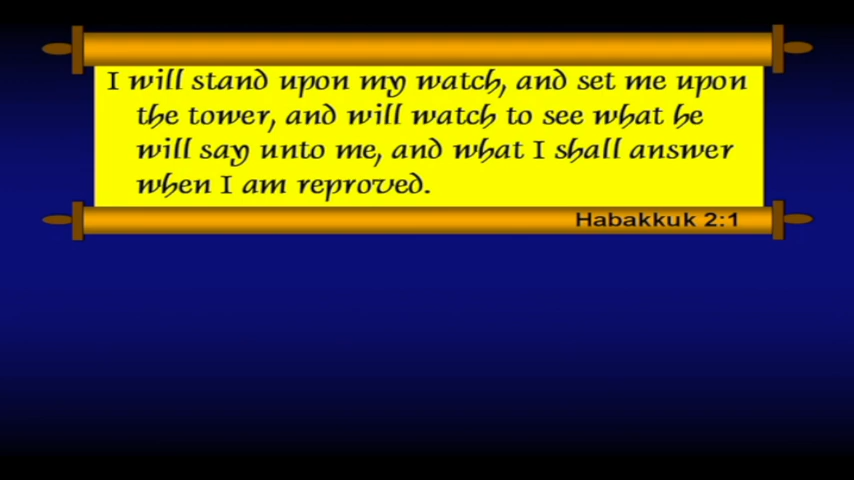 I will stand upon my watch, and set me upon
the tower, and will watch to see what he
will say unto me, and what I shall answer
when I am reproved.
Habakkuk 2:1